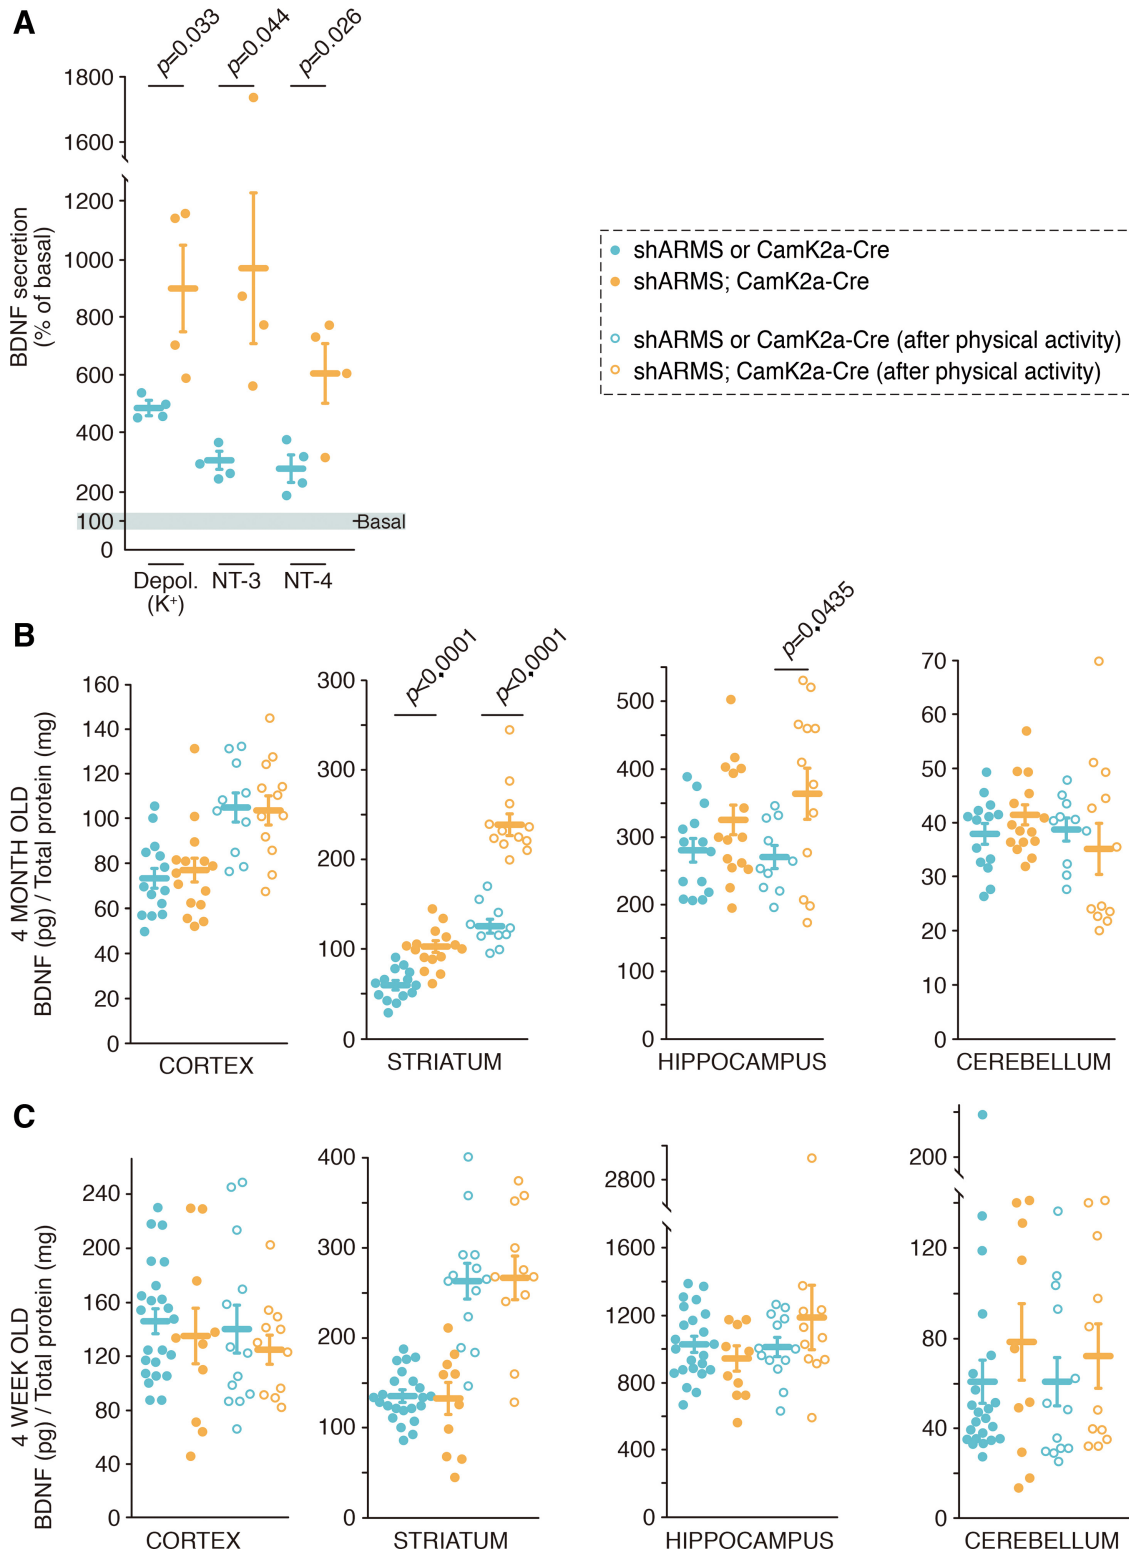 A
p=0.033
p=0.044
p=0.026
1800
1600
1200
1000
800
600
400
200
100
0
BDNF secretion
(% of basal)
Basal
Depol.
(K+)
NT-3
NT-4
shARMS or CamK2a-Cre
shARMS; CamK2a-Cre
shARMS or CamK2a-Cre (after physical activity)
shARMS; CamK2a-Cre (after physical activity)
B
4 MONTH OLD
BDNF (pg) / Total protein (mg)
160
140
120
100
80
60
40
20
0
CORTEX
p<0.0001
p<0.0001
300
200
100
0
STRIATUM
p=0.0435
500
400
300
200
100
0
HIPPOCAMPUS
70
60
50
40
30
20
10
0
CEREBELLUM
C
4 WEEK OLD
BDNF (pg) / Total protein (mg)
240
200
160
120
80
40
0
CORTEX
400
300
200
100
0
STRIATUM
2800
1600
1200
800
400
0
HIPPOCAMPUS
200
120
80
40
0
CEREBELLUM